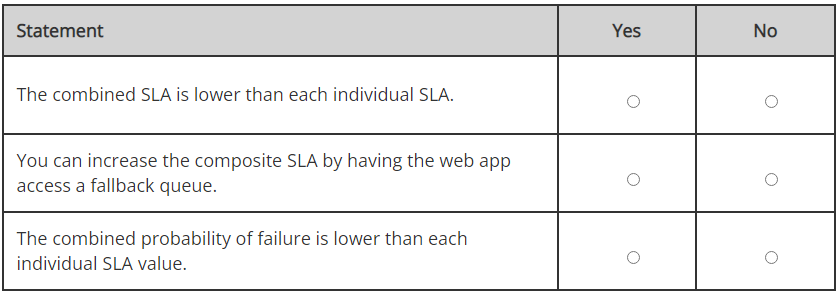 Statement Yes No
The combined SLA is lower than each individual SLA.
You can increase the composite SLA by having the web app
access a fallback queue.
The combined probability of failure is lower than each
individual SLA value.